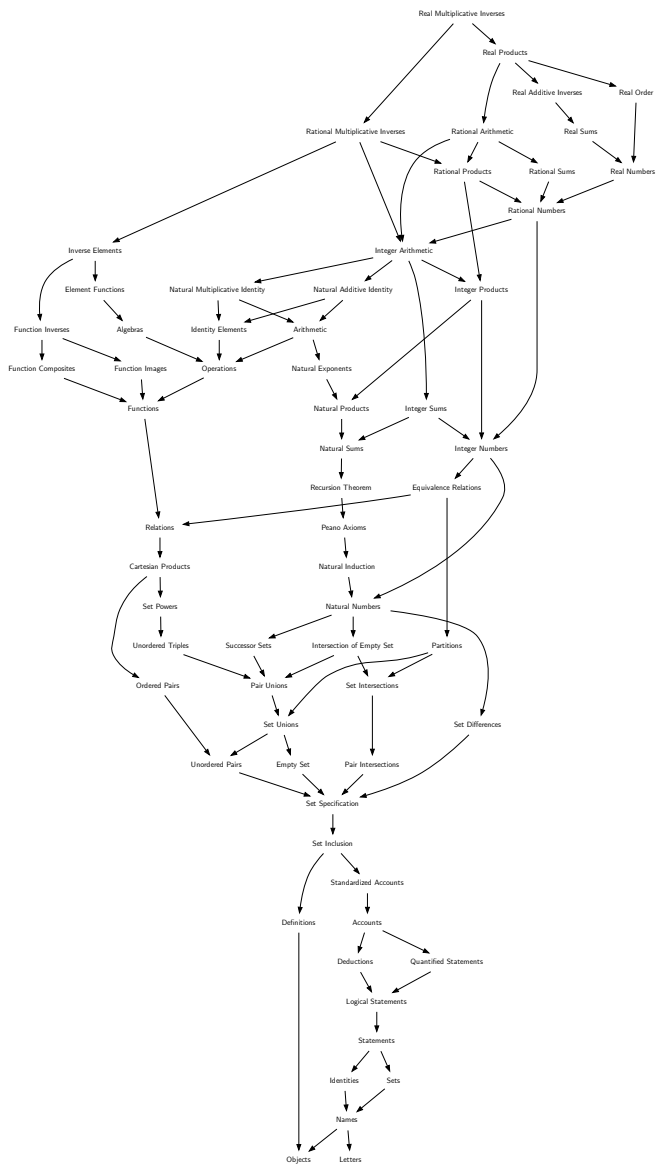 Real Multiplicative Inverses
Real Products
Real Additive Inverses
Real Order
Rational Multiplicative Inverses
Rational Arithmetic
Real Sums
Rational Products
Rational Sums
Real Numbers
Rational Numbers
Inverse Elements
Integer Arithmetic
Element Functions
Natural Multiplicative Identity
Natural Additive Identity
Integer Products
Function Inverses
Algebras
Identity Elements
Arithmetic
Function Composites
Function Images
Operations
Natural Exponents
Functions
Natural Products
Integer Sums
Natural Sums
Integer Numbers
Recursion Theorem
Equivalence Relations
Relations
Peano Axioms
Cartesian Products
Natural Induction
Set Powers
Natural Numbers
Unordered Triples
Successor Sets
Intersection of Empty Set
Partitions
Ordered Pairs
Pair Unions
Set Intersections
Set Unions
Set Differences
Unordered Pairs
Empty Set
Pair Intersections
Set Specification
Set Inclusion
Standardized Accounts
Definitions
Accounts
Deductions
Quantified Statements
Logical Statements
Statements
Identities
Sets
Names
Objects
Letters